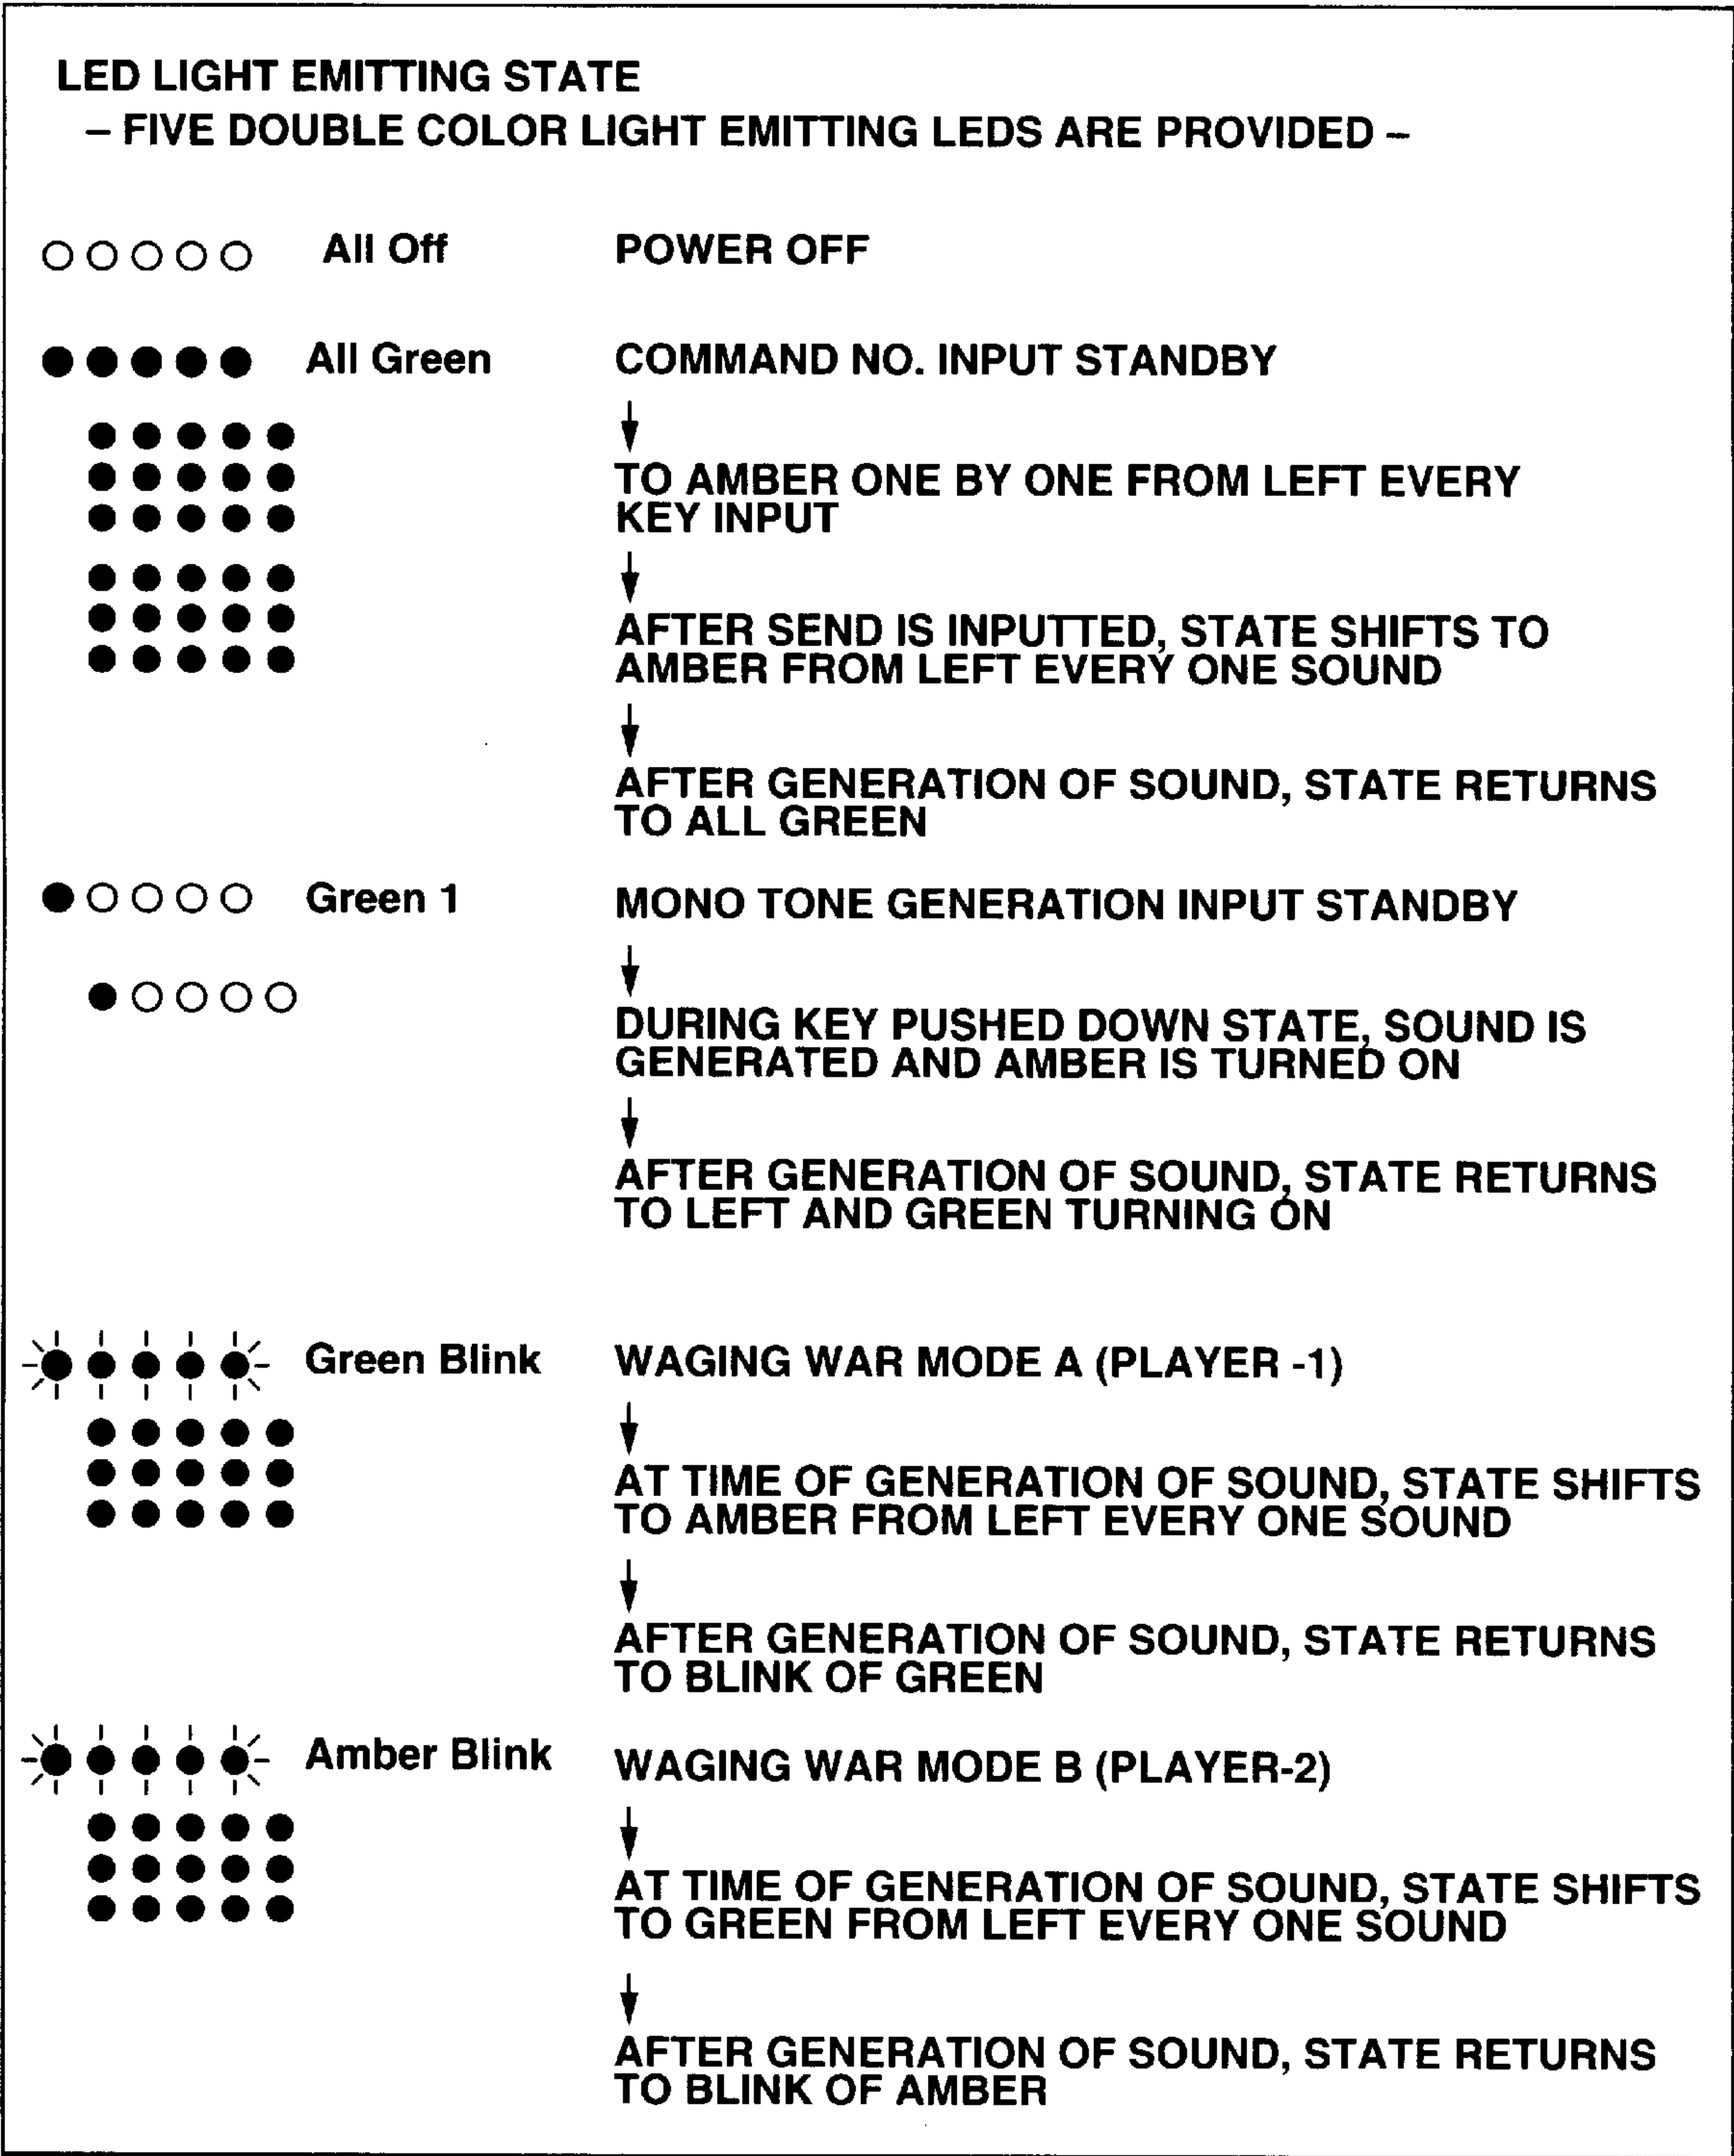 LED LIGHT EMITTING STATE
– FIVE DOUBLE COLOR LIGHT EMITTING LEDS ARE PROVIDED –
All Off POWER OFF
All Green COMMAND NO. INPUT STANDBY
TO AMBER ONE BY ONE FROM LEFT EVERY
KEY INPUT
AFTER SEND IS INPUTTED, STATE SHIFTS TO
AMBER FROM LEFT EVERY ONE SOUND
AFTER GENERATION OF SOUND, STATE RETURNS
TO ALL GREEN
Green 1 MONO TONE GENERATION INPUT STANDBY
DURING KEY PUSHED DOWN STATE, SOUND IS
GENERATED AND AMBER IS TURNED ON
AFTER GENERATION OF SOUND, STATE RETURNS
TO LEFT AND GREEN TURNING ON
Green Blink WAGING WAR MODE A (PLAYER -1)
AT TIME OF GENERATION OF SOUND, STATE SHIFTS
TO AMBER FROM LEFT EVERY ONE SOUND
AFTER GENERATION OF SOUND, STATE RETURNS
TO BLINK OF GREEN
Amber Blink WAGING WAR MODE B (PLAYER-2)
AT TIME OF GENERATION OF SOUND, STATE SHIFTS
TO GREEN FROM LEFT EVERY ONE SOUND
AFTER GENERATION OF SOUND, STATE RETURNS
TO BLINK OF AMBER